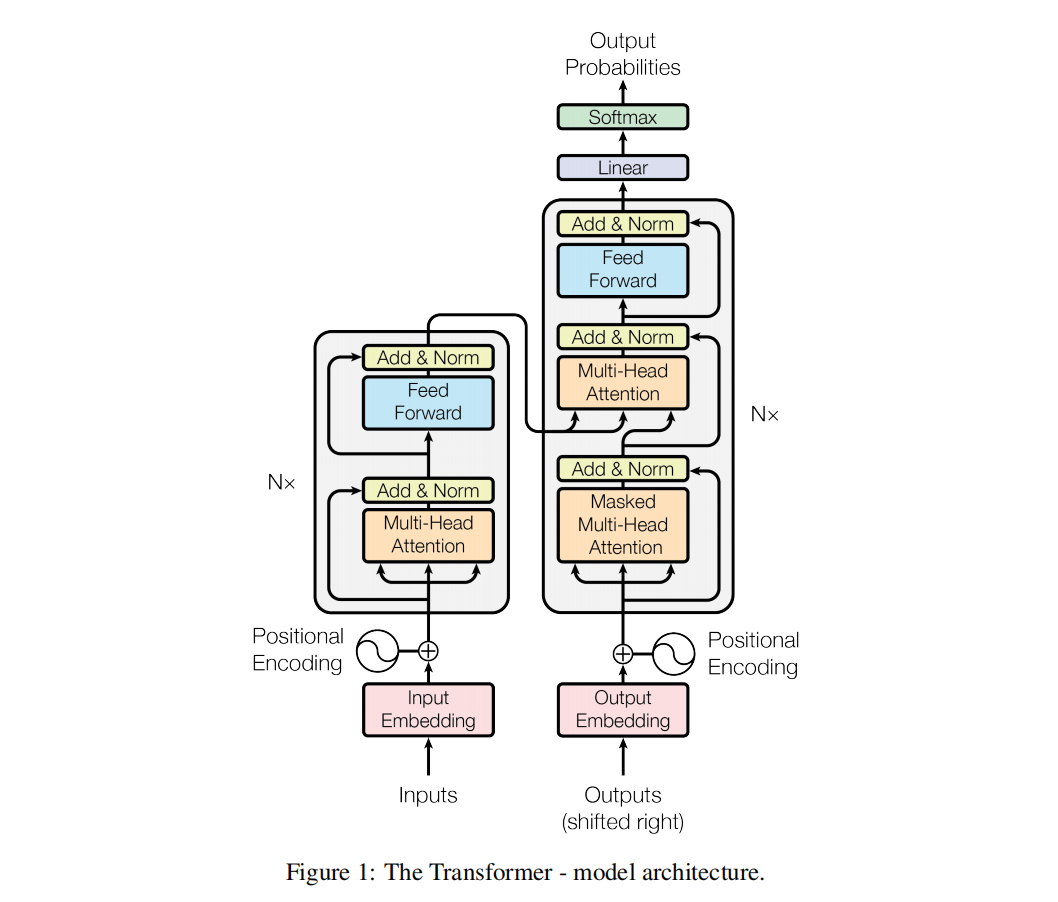 Output
Probabilities
Softmax
Linear
Add & Norm
Feed
Forward
Add & Norm
Multi-Head
Attention
Nx
Add & Norm
Masked
Multi-Head
Attention
Add & Norm
Feed
Forward
Nx
Add & Norm
Multi-Head
Attention
Positional
Encoding
Positional
Encoding
Input
Embedding
Output
Embedding
Inputs
Outputs
(shifted right)
Figure 1: The Transformer - model architecture.